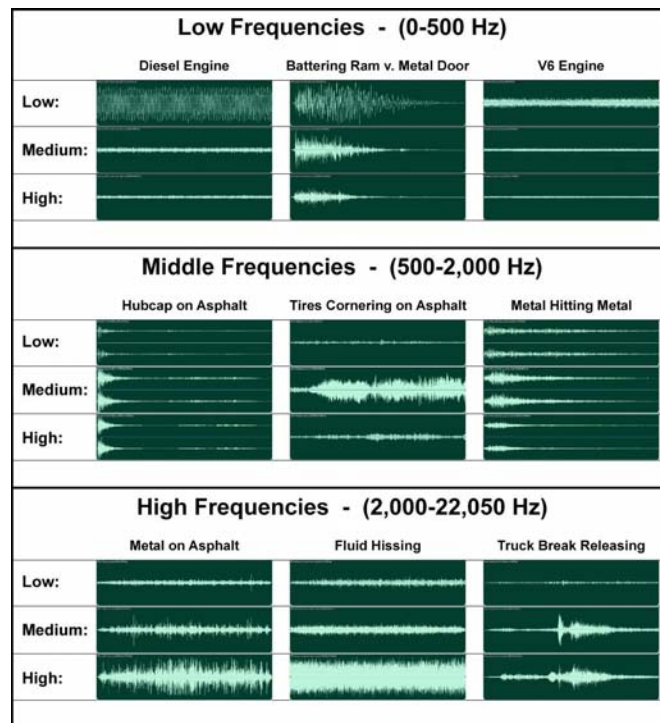 Low Frequencies - (0-500 Hz)
Diesel Engine Battering Ram v. Metal Door V6 Engine
Low:
Medium:
High:
Middle Frequencies - (500-2,000 Hz)
Hubcap on Asphalt Tires Cornering on Asphalt Metal Hitting Metal
Low:
Medium:
High:
High Frequencies - (2,000-22,050 Hz)
Metal on Asphalt Fluid Hissing Truck Break Releasing
Low:
Medium:
High: